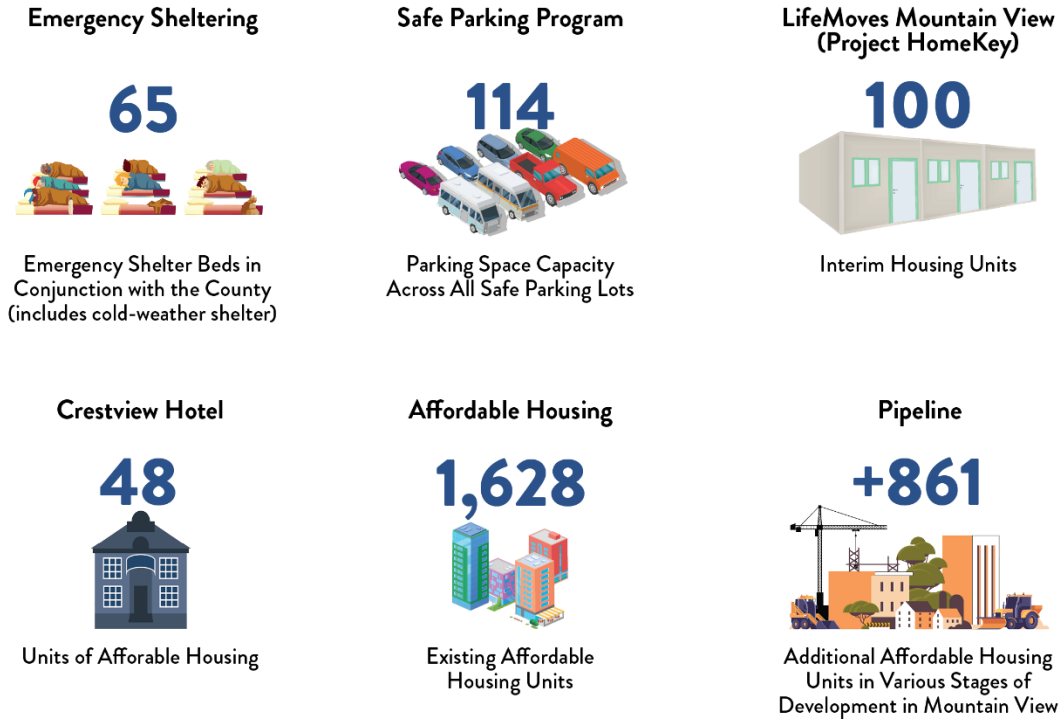 Emergency Sheltering
65
Emergency Shelter Beds in
Conjunction with the County
(includes cold-weather shelter)
Safe Parking Program
114
Parking Space Capacity
Across All Safe Parking Lots
LifeMoves Mountain View
(Project HomeKey)
100
Interim Housing Units
Crestview Hotel
48
Units of Afforable Housing
Affordable Housing
1,628
Existing Affordable
Housing Units
Pipeline
+861
Additional Affordable Housing
Units in Various Stages of
Development in Mountain View